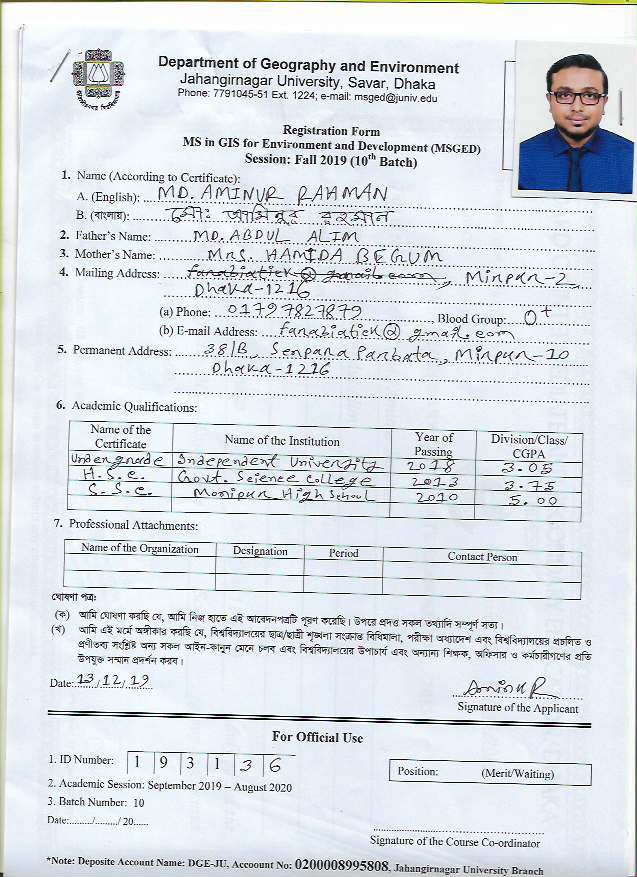 Department of Geography and Environment
Jahangirnagar University, Savar, Dhaka
Phone: 7791045-51 Ext. 1224; e-mail: msged@juniv.edu
Registration Form
MS in GIS for Environment and Development (MSGED)
Session: Fall 2019 (10th Batch)
1. Name (According to Certificate):
A. (English): MD. AMINUR RAHMAN
B. (বাংলায়): মোঃ আমিনুর রহমান
2. Father's Name: MD. ABDUL ALIM
3. Mother's Name: Mrs. HAMIDA BEGUM
4. Mailing Address: fanaziatick@gmail.com, Mirpur-2,
Dhaka-1216
(a) Phone: 01797827879, Blood Group: O+
(b) E-mail Address: fanaziatick@gmail.com
5. Permanent Address: 38/B, Senpara Parbata, Mirpur-10
Dhaka-1216
6. Academic Qualifications:
Name of the Certificate Name of the Institution Year of Passing Division/Class/CGPA
Undergrade Independent University 2018 3.05
H.S.C. Govt. Science College 2013 3.75
S.S.C. Monipur High School 2010 5.00
7. Professional Attachments:
Name of the Organization Designation Period Contact Person
ঘোষণা পত্র:
(ক) আমি ঘোষণা করছি যে, আমি নিজ হাতে এই আবেদনপত্রটি পূরণ করেছি। উপরে প্রদত্ত সকল তথ্যাদি সম্পূর্ণ সত্য।
(খ) আমি এই মর্মে অঙ্গীকার করছি যে, বিশ্ববিদ্যালয়ের ছাত্র/ছাত্রী শৃঙ্খলা সংক্রান্ত বিধিমালা, পরীক্ষা অধ্যাদেশ এবং বিশ্ববিদ্যালয়ের প্রচলিত ও
প্রণীতব্য সংশ্লিষ্ট অন্য সকল আইন-কানুন মেনে চলব এবং বিশ্ববিদ্যালয়ের উপাচার্য এবং অন্যান্য শিক্ষক, অফিসার ও কর্মচারীগণের প্রতি
উপযুক্ত সম্মান প্রদর্শন করব।
Date: 13/12/19
AminuR
Signature of the Applicant
For Official Use
1. ID Number: 1 9 3 1 3 6
Position: (Merit/Waiting)
2. Academic Session: September 2019 – August 2020
3. Batch Number: 10
Date:........./........./ 20......
Signature of the Course Co-ordinator
*Note: Deposite Account Name: DGE-JU, Accoount No: 0200008995808, Jahangirnagar University Branch